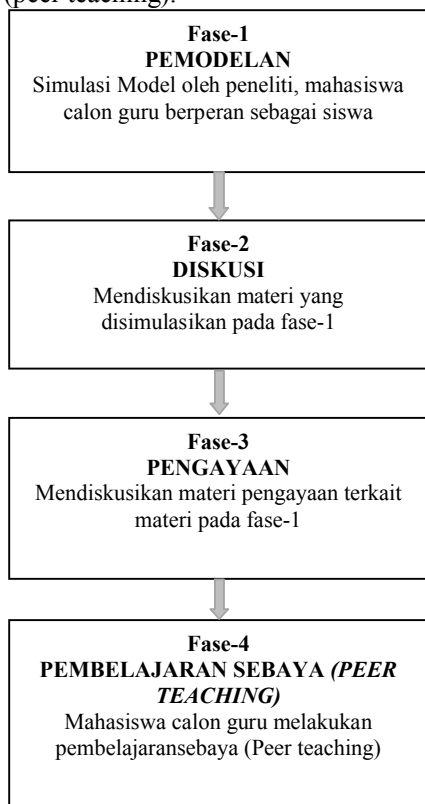 (peer teaching).
Fase-1
PEMODELAN
Simulasi Model oleh peneliti, mahasiswa
calon guru berperan sebagai siswa
Fase-2
DISKUSI
Mendiskusikan materi yang
disimulasikan pada fase-1
Fase-3
PENGAYAAN
Mendiskusikan materi pengayaan terkait
materi pada fase-1
Fase-4
PEMBELAJARAN SEBAYA (PEER
TEACHING)
Mahasiswa calon guru melakukan
pembelajaransebaya (Peer teaching)